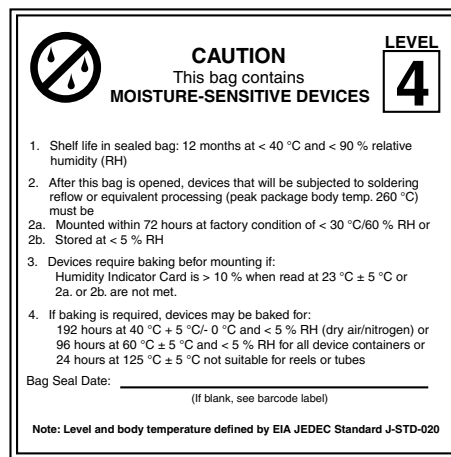 CAUTION
This bag contains
MOISTURE-SENSITIVE DEVICES
LEVEL
4
1. Shelf life in sealed bag: 12 months at < 40 °C and < 90 % relative
humidity (RH)
2. After this bag is opened, devices that will be subjected to soldering
reflow or equivalent processing (peak package body temp. 260 °C)
must be
2a. Mounted within 72 hours at factory condition of < 30 °C/60 % RH or
2b. Stored at < 5 % RH
3. Devices require baking befor mounting if:
Humidity Indicator Card is > 10 % when read at 23 °C ± 5 °C or
2a. or 2b. are not met.
4. If baking is required, devices may be baked for:
192 hours at 40 °C + 5 °C/- 0 °C and < 5 % RH (dry air/nitrogen) or
96 hours at 60 °C ± 5 °C and < 5 % RH for all device containers or
24 hours at 125 °C ± 5 °C not suitable for reels or tubes
Bag Seal Date:
(If blank, see barcode label)
Note: Level and body temperature defined by EIA JEDEC Standard J-STD-020